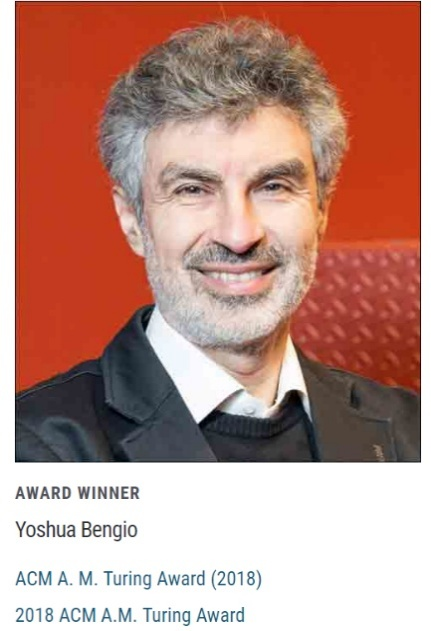 AWARD WINNER
Yoshua Bengio
ACM A. M. Turing Award (2018)
2018 ACM A.M. Turing Award